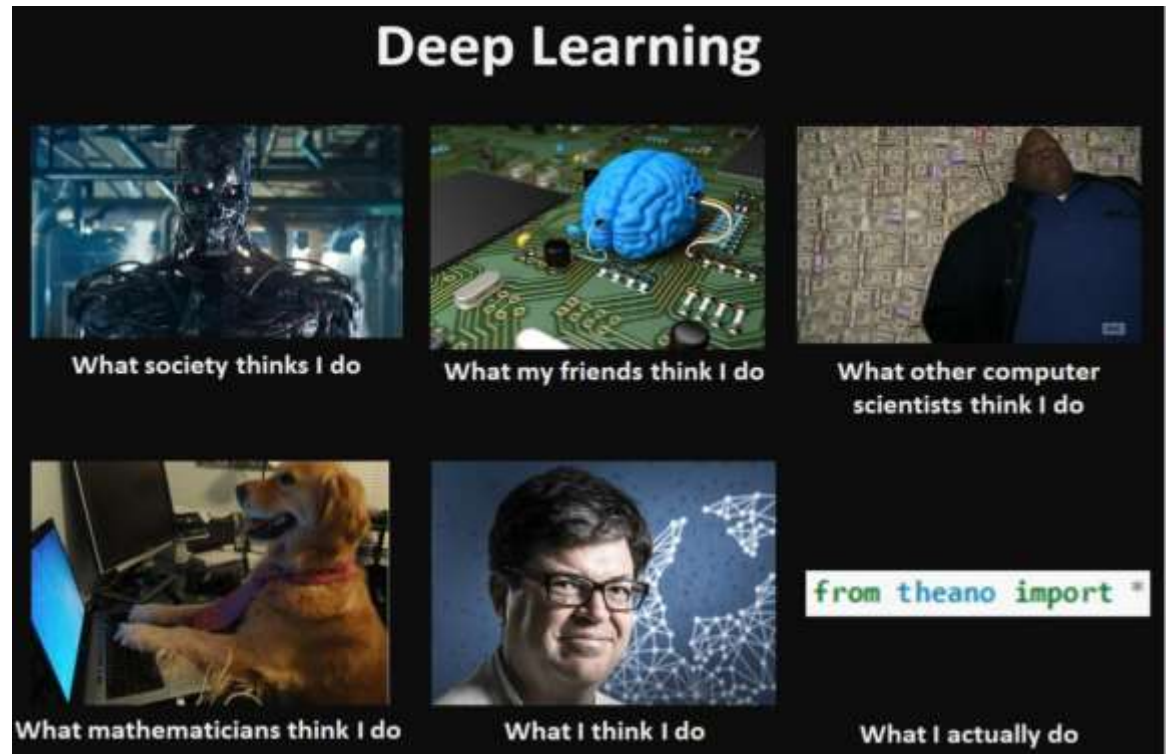 Deep Learning
What society thinks I do
What my friends think I do
What other computer
scientists think I do
What mathematicians think I do
What I think I do
from theano import *
What I actually do